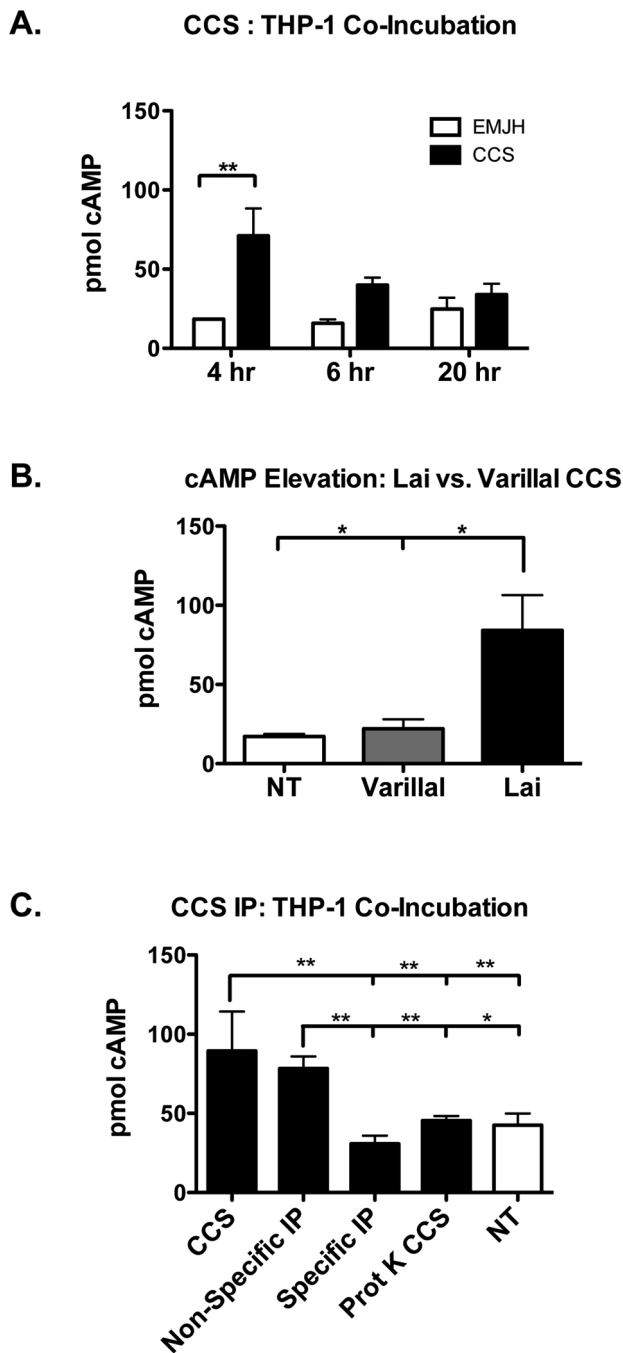 A.
CCS : THP-1 Co-Incubation
150
100
50
0
pmol cAMP
EMJH
CCS
**
4 hr 6 hr 20 hr
B.
cAMP Elevation: Lai vs. Varillal CCS
150
100
50
0
pmol cAMP
* *
NT Varillal Lai
C.
CCS IP: THP-1 Co-Incubation
150
100
50
0
pmol cAMP
** ** **
** ** *
CCS
Non-Specific IP
Specific IP
Prot K CCS
NT